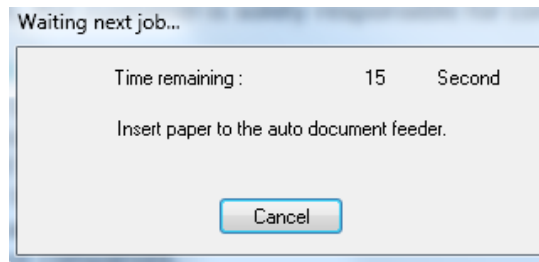 Waiting next job...
Time remaining : 15 Second
Insert paper to the auto document feeder.
Cancel